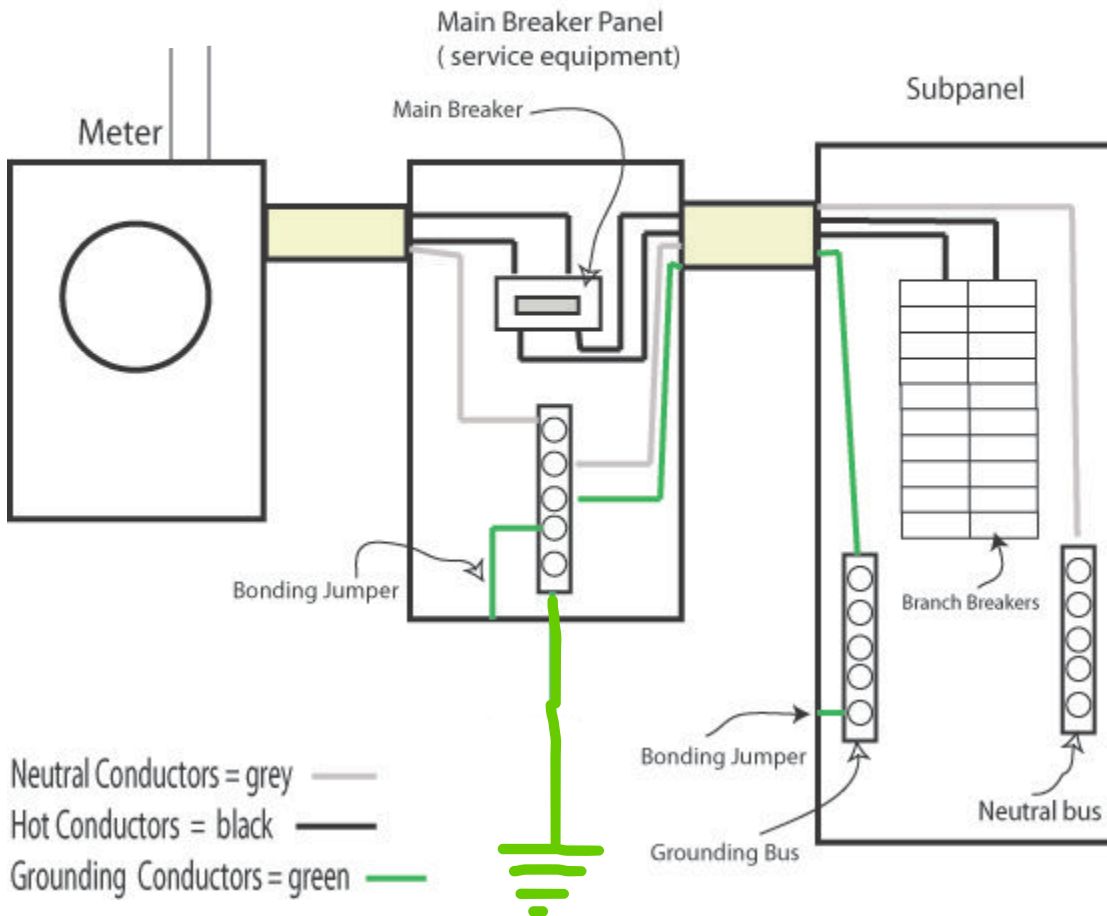 Main Breaker Panel
( service equipment)
Main Breaker
Subpanel
Meter
Bonding Jumper
Branch Breakers
Bonding Jumper
Neutral bus
Grounding Bus
Neutral Conductors = grey
Hot Conductors = black
Grounding Conductors = green